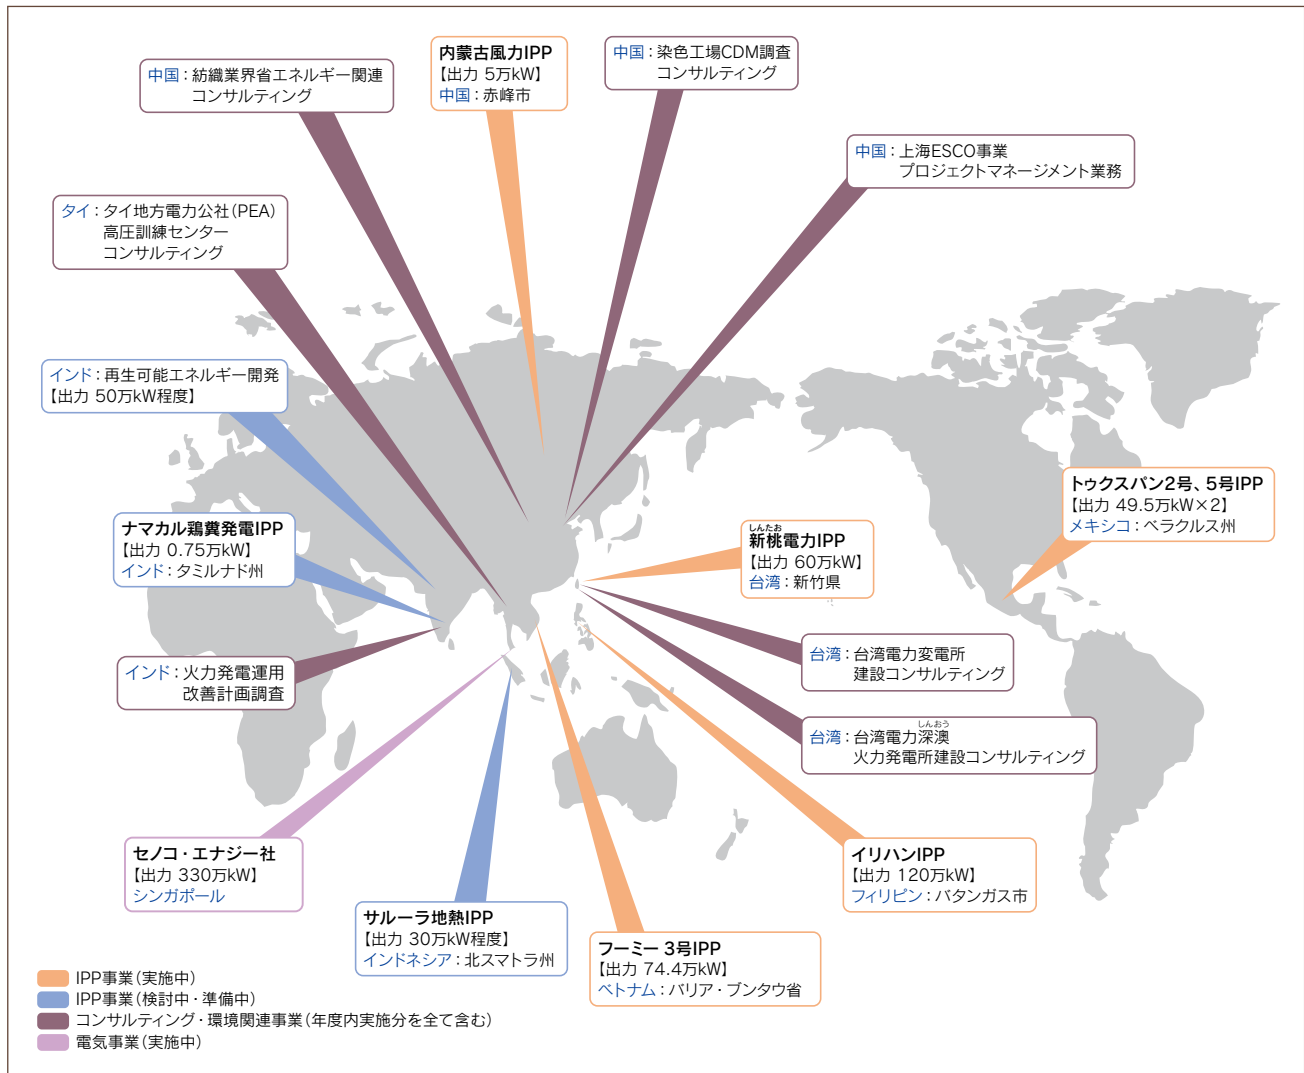 内蒙古風力IPP
【出力 5万kW】
中国：赤峰市
中国：染色工場CDM調査
コンサルティング
中国：紡織業界省エネルギー関連
コンサルティング
中国：上海ESCO事業
プロジェクトマネージメント業務
タイ：タイ地方電力公社（PEA）
高圧訓練センター
コンサルティング
インド：再生可能エネルギー開発
【出力 50万kW程度】
トゥクスパン2号、5号IPP
【出力 49.5万kW×2】
メキシコ：ベラクルス州
ナマカル鶏糞発電IPP
【出力 0.75万kW】
インド：タミルナド州
しんたお
新桃電力IPP
【出力 60万kW】
台湾：新竹県
インド：火力発電運用
改善計画調査
台湾：台湾電力変電所
建設コンサルティング
しんおう
台湾：台湾電力深澳
火力発電所建設コンサルティング
セノコ・エナジー社
【出力 330万kW】
シンガポール
イリハンIPP
【出力 120万kW】
フィリピン：バタンガス市
サルーラ地熱IPP
【出力 30万kW程度】
インドネシア：北スマトラ州
フーミー 3号IPP
【出力 74.4万kW】
ベトナム：バリア・ブンタウ省
IPP事業（実施中）
IPP事業（検討中・準備中）
コンサルティング・環境関連事業（年度内実施分を全て含む）
電気事業（実施中）